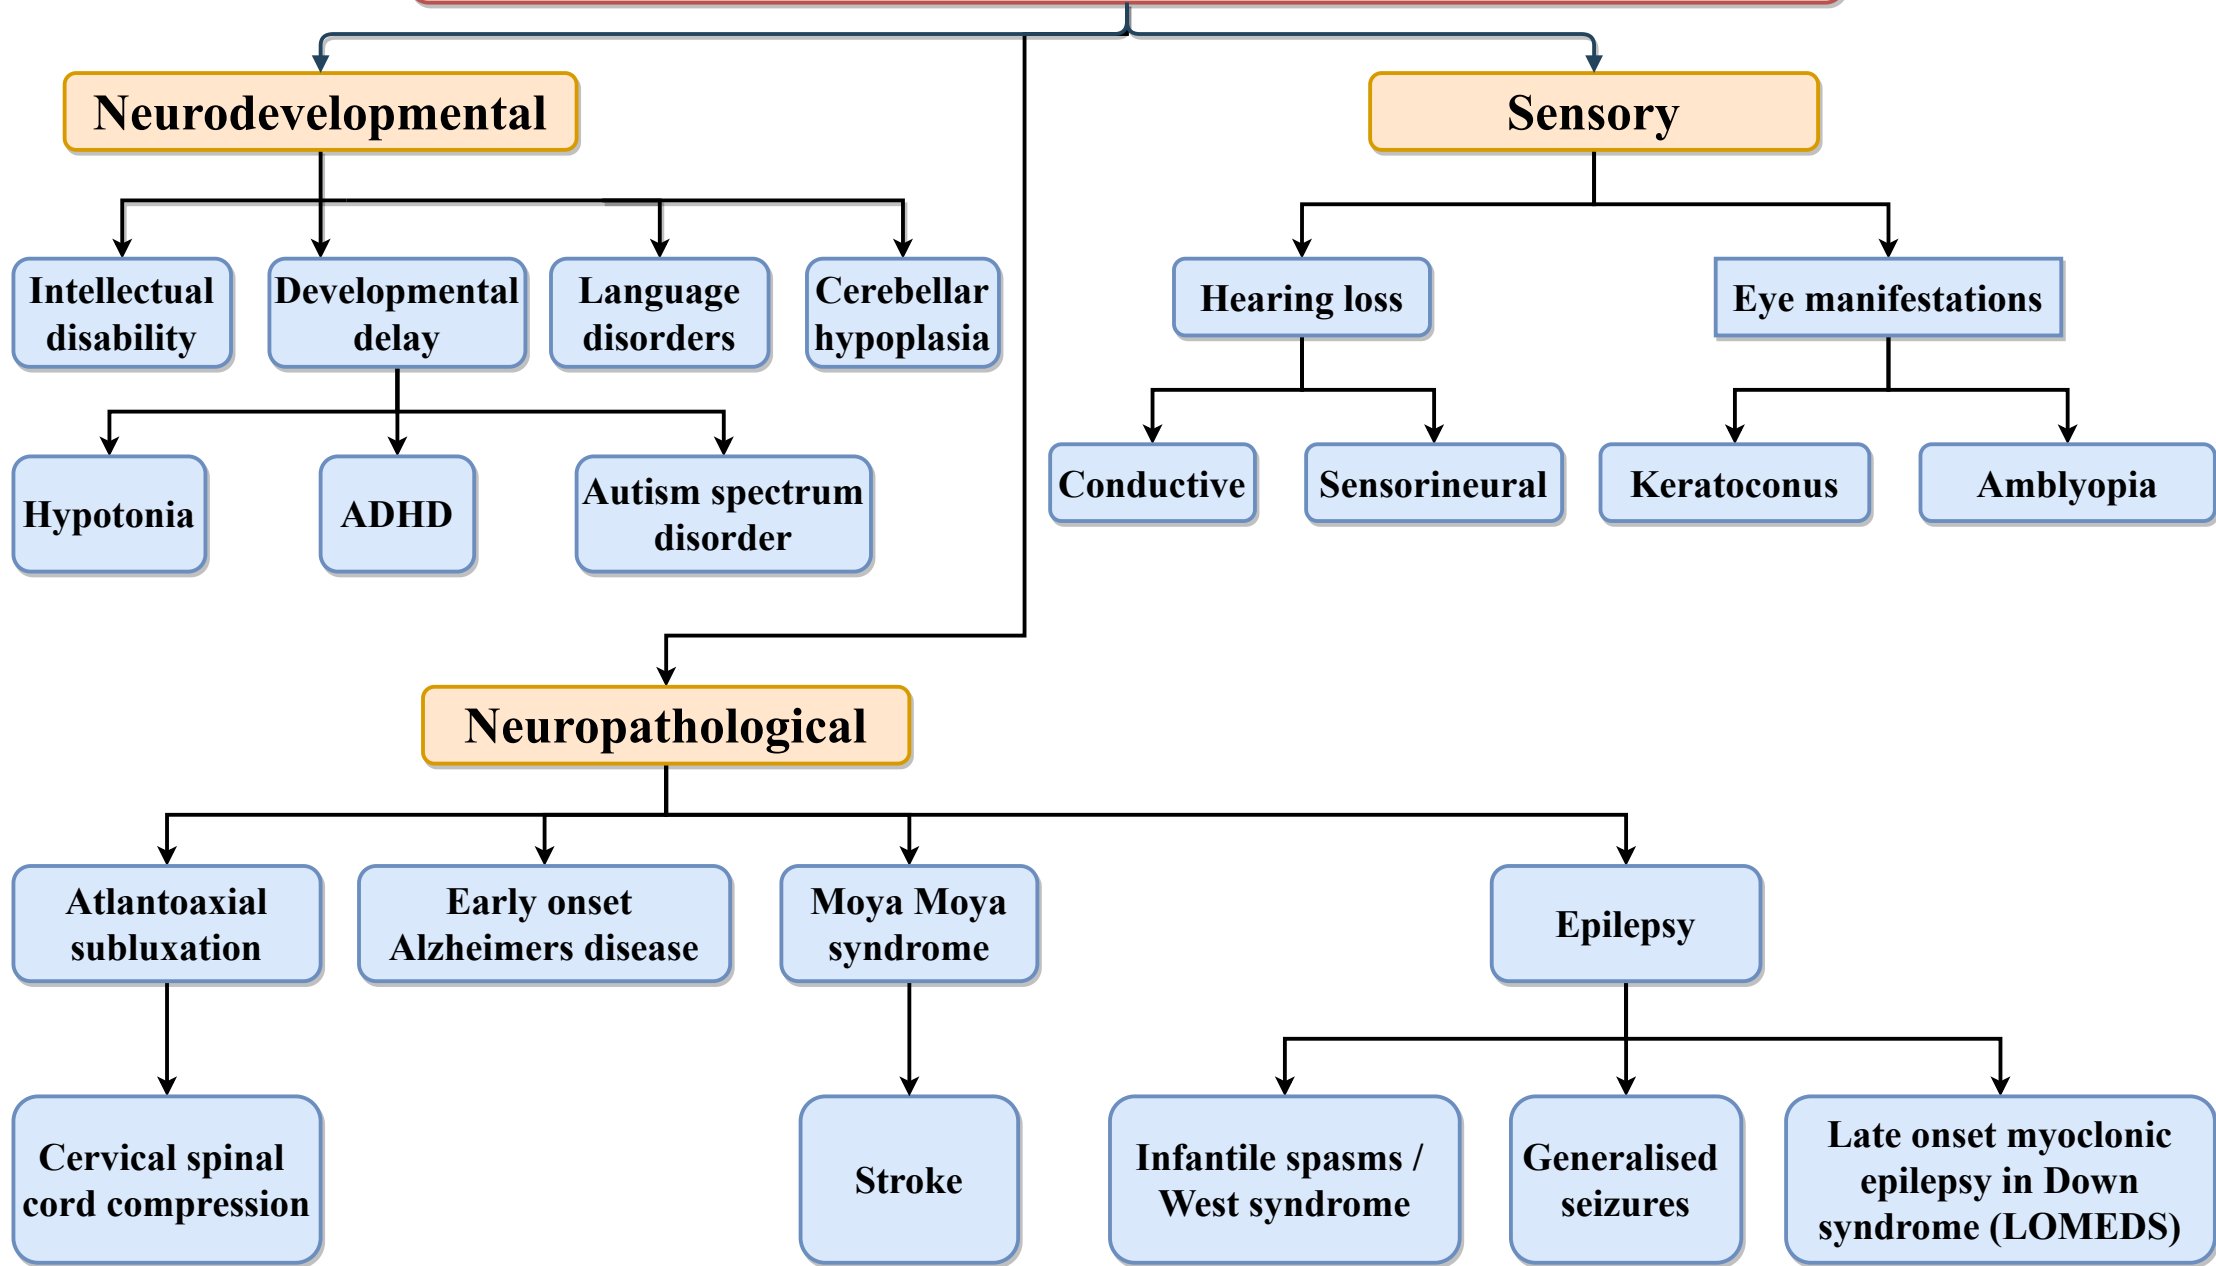 Neurodevelopmental
Sensory
Intellectual
disability
Developmental
delay
Language
disorders
Cerebellar
hypoplasia
Hearing loss
Eye manifestations
Hypotonia
ADHD
Autism spectrum
disorder
Conductive
Sensorineural
Keratoconus
Amblyopia
Neuropathological
Atlantoaxial
subluxation
Early onset
Alzheimers disease
Moya Moya
syndrome
Epilepsy
Cervical spinal
cord compression
Stroke
Infantile spasms /
West syndrome
Generalised
seizures
Late onset myoclonic
epilepsy in Down
syndrome (LOMEDS)